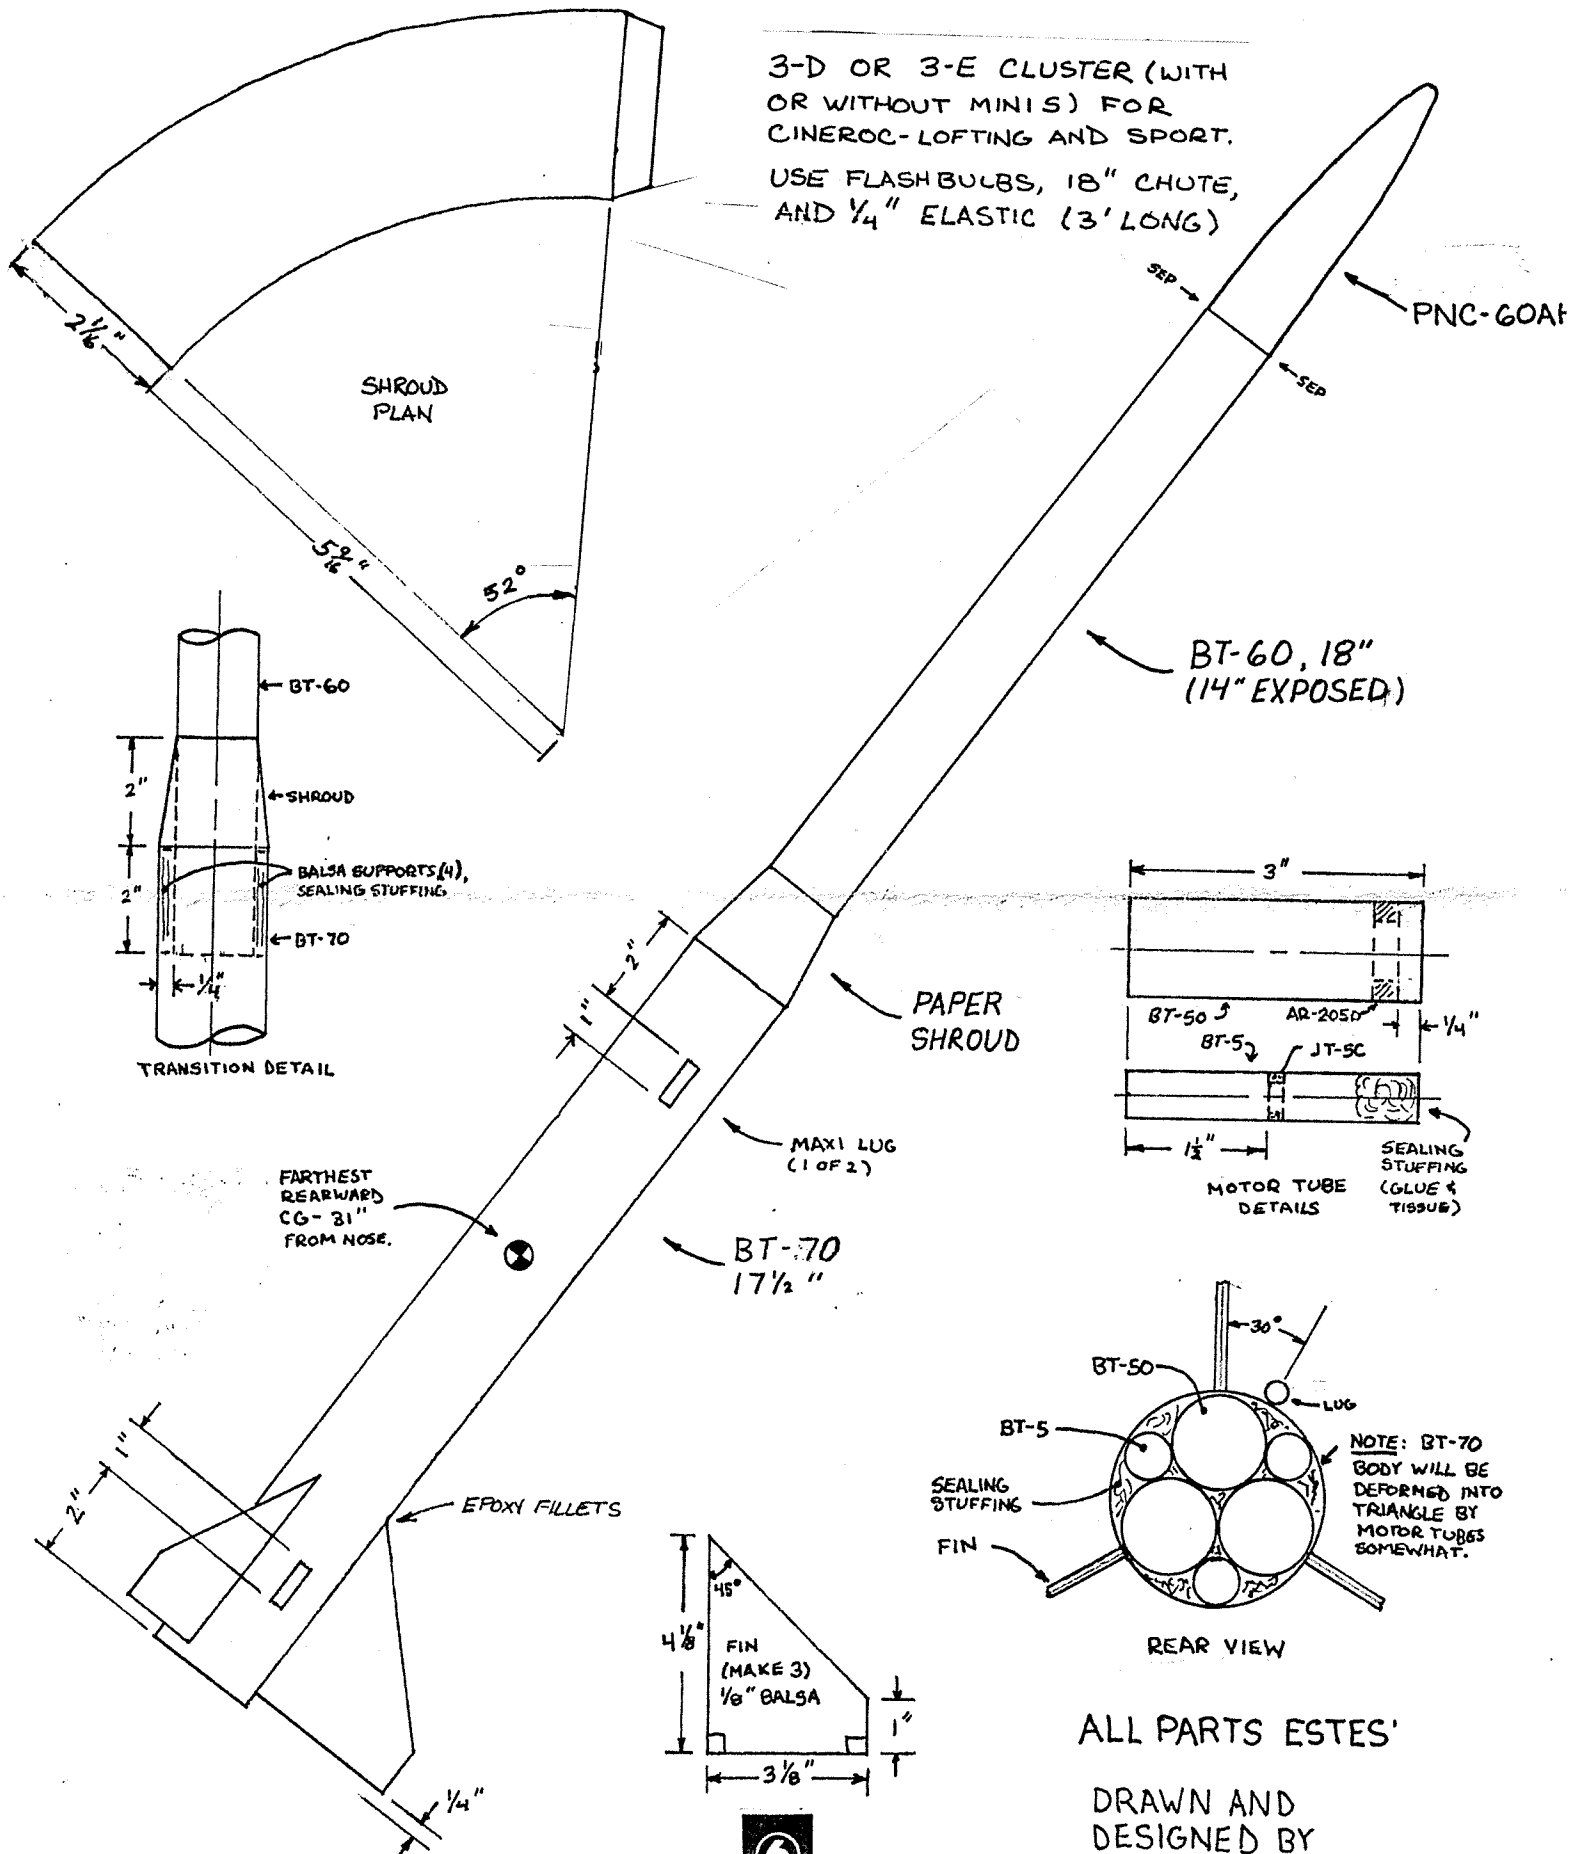 3-D OR 3-E CLUSTER (WITH
OR WITHOUT MINIS) FOR
CINEROC-LOFTING AND SPORT.
USE FLASHBULBS, 18" CHUTE,
AND 1/4" ELASTIC (3' LONG)
SEP
SEP
PNC-60AH
2 1/16"
SHROUD
PLAN
5 9/16"
52°
BT-60, 18"
(14" EXPOSED)
BT-60
2"
SHROUD
2"
BALSA SUPPORTS (4),
SEALING STUFFING
BT-70
1/4"
TRANSITION DETAIL
2"
1"
PAPER
SHROUD
3"
BT-50
AR-205D
1/4"
BT-5
JT-5C
1 1/2"
SEALING
STUFFING
(GLUE &
TISSUE)
MOTOR TUBE
DETAILS
MAXI LUG
(1 OF 2)
FARTHEST
REARWARD
CG- 31"
FROM NOSE.
BT-70
17 1/2"
30°
BT-50
LUG
BT-5
NOTE: BT-70
BODY WILL BE
DEFORMED INTO
TRIANGLE BY
MOTOR TUBES
SOMEWHAT.
SEALING
STUFFING
FIN
REAR VIEW
1"
2"
EPOXY FILLETS
45°
4 1/8"
FIN
(MAKE 3)
1/8" BALSA
1"
3 1/8"
1/4"
ALL PARTS ESTES'
DRAWN AND
DESIGNED BY